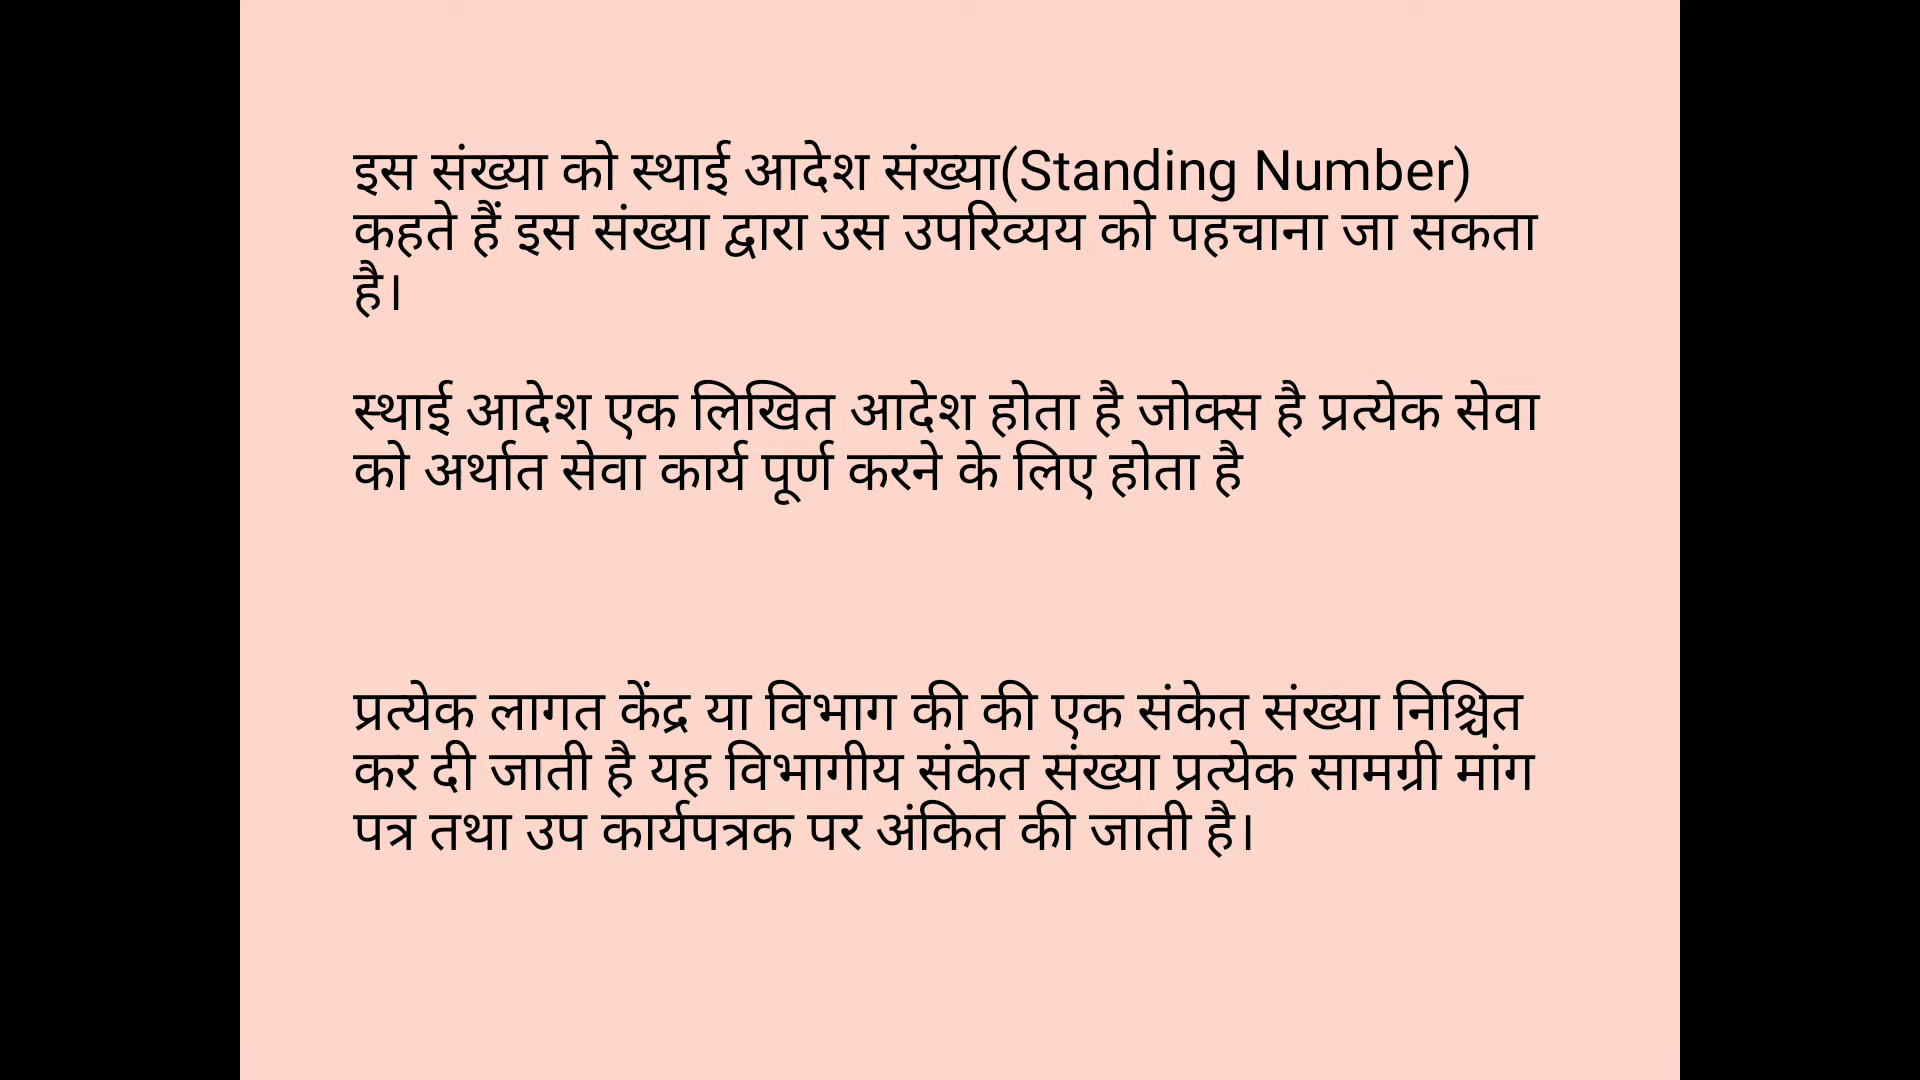 इस संख्या को स्थाई आदेश संख्या(Standing Number)
कहते हैं इस संख्या द्वारा उस उपरिव्यय को पहचाना जा सकता
है।
स्थाई आदेश एक लिखित आदेश होता है जोक्स है प्रत्येक सेवा
को अर्थात सेवा कार्य पूर्ण करने के लिए होता है
प्रत्येक लागत केंद्र या विभाग की की एक संकेत संख्या निश्चित
कर दी जाती है यह विभागीय संकेत संख्या प्रत्येक सामग्री मांग
पत्र तथा उप कार्यपत्रक पर अंकित की जाती है।